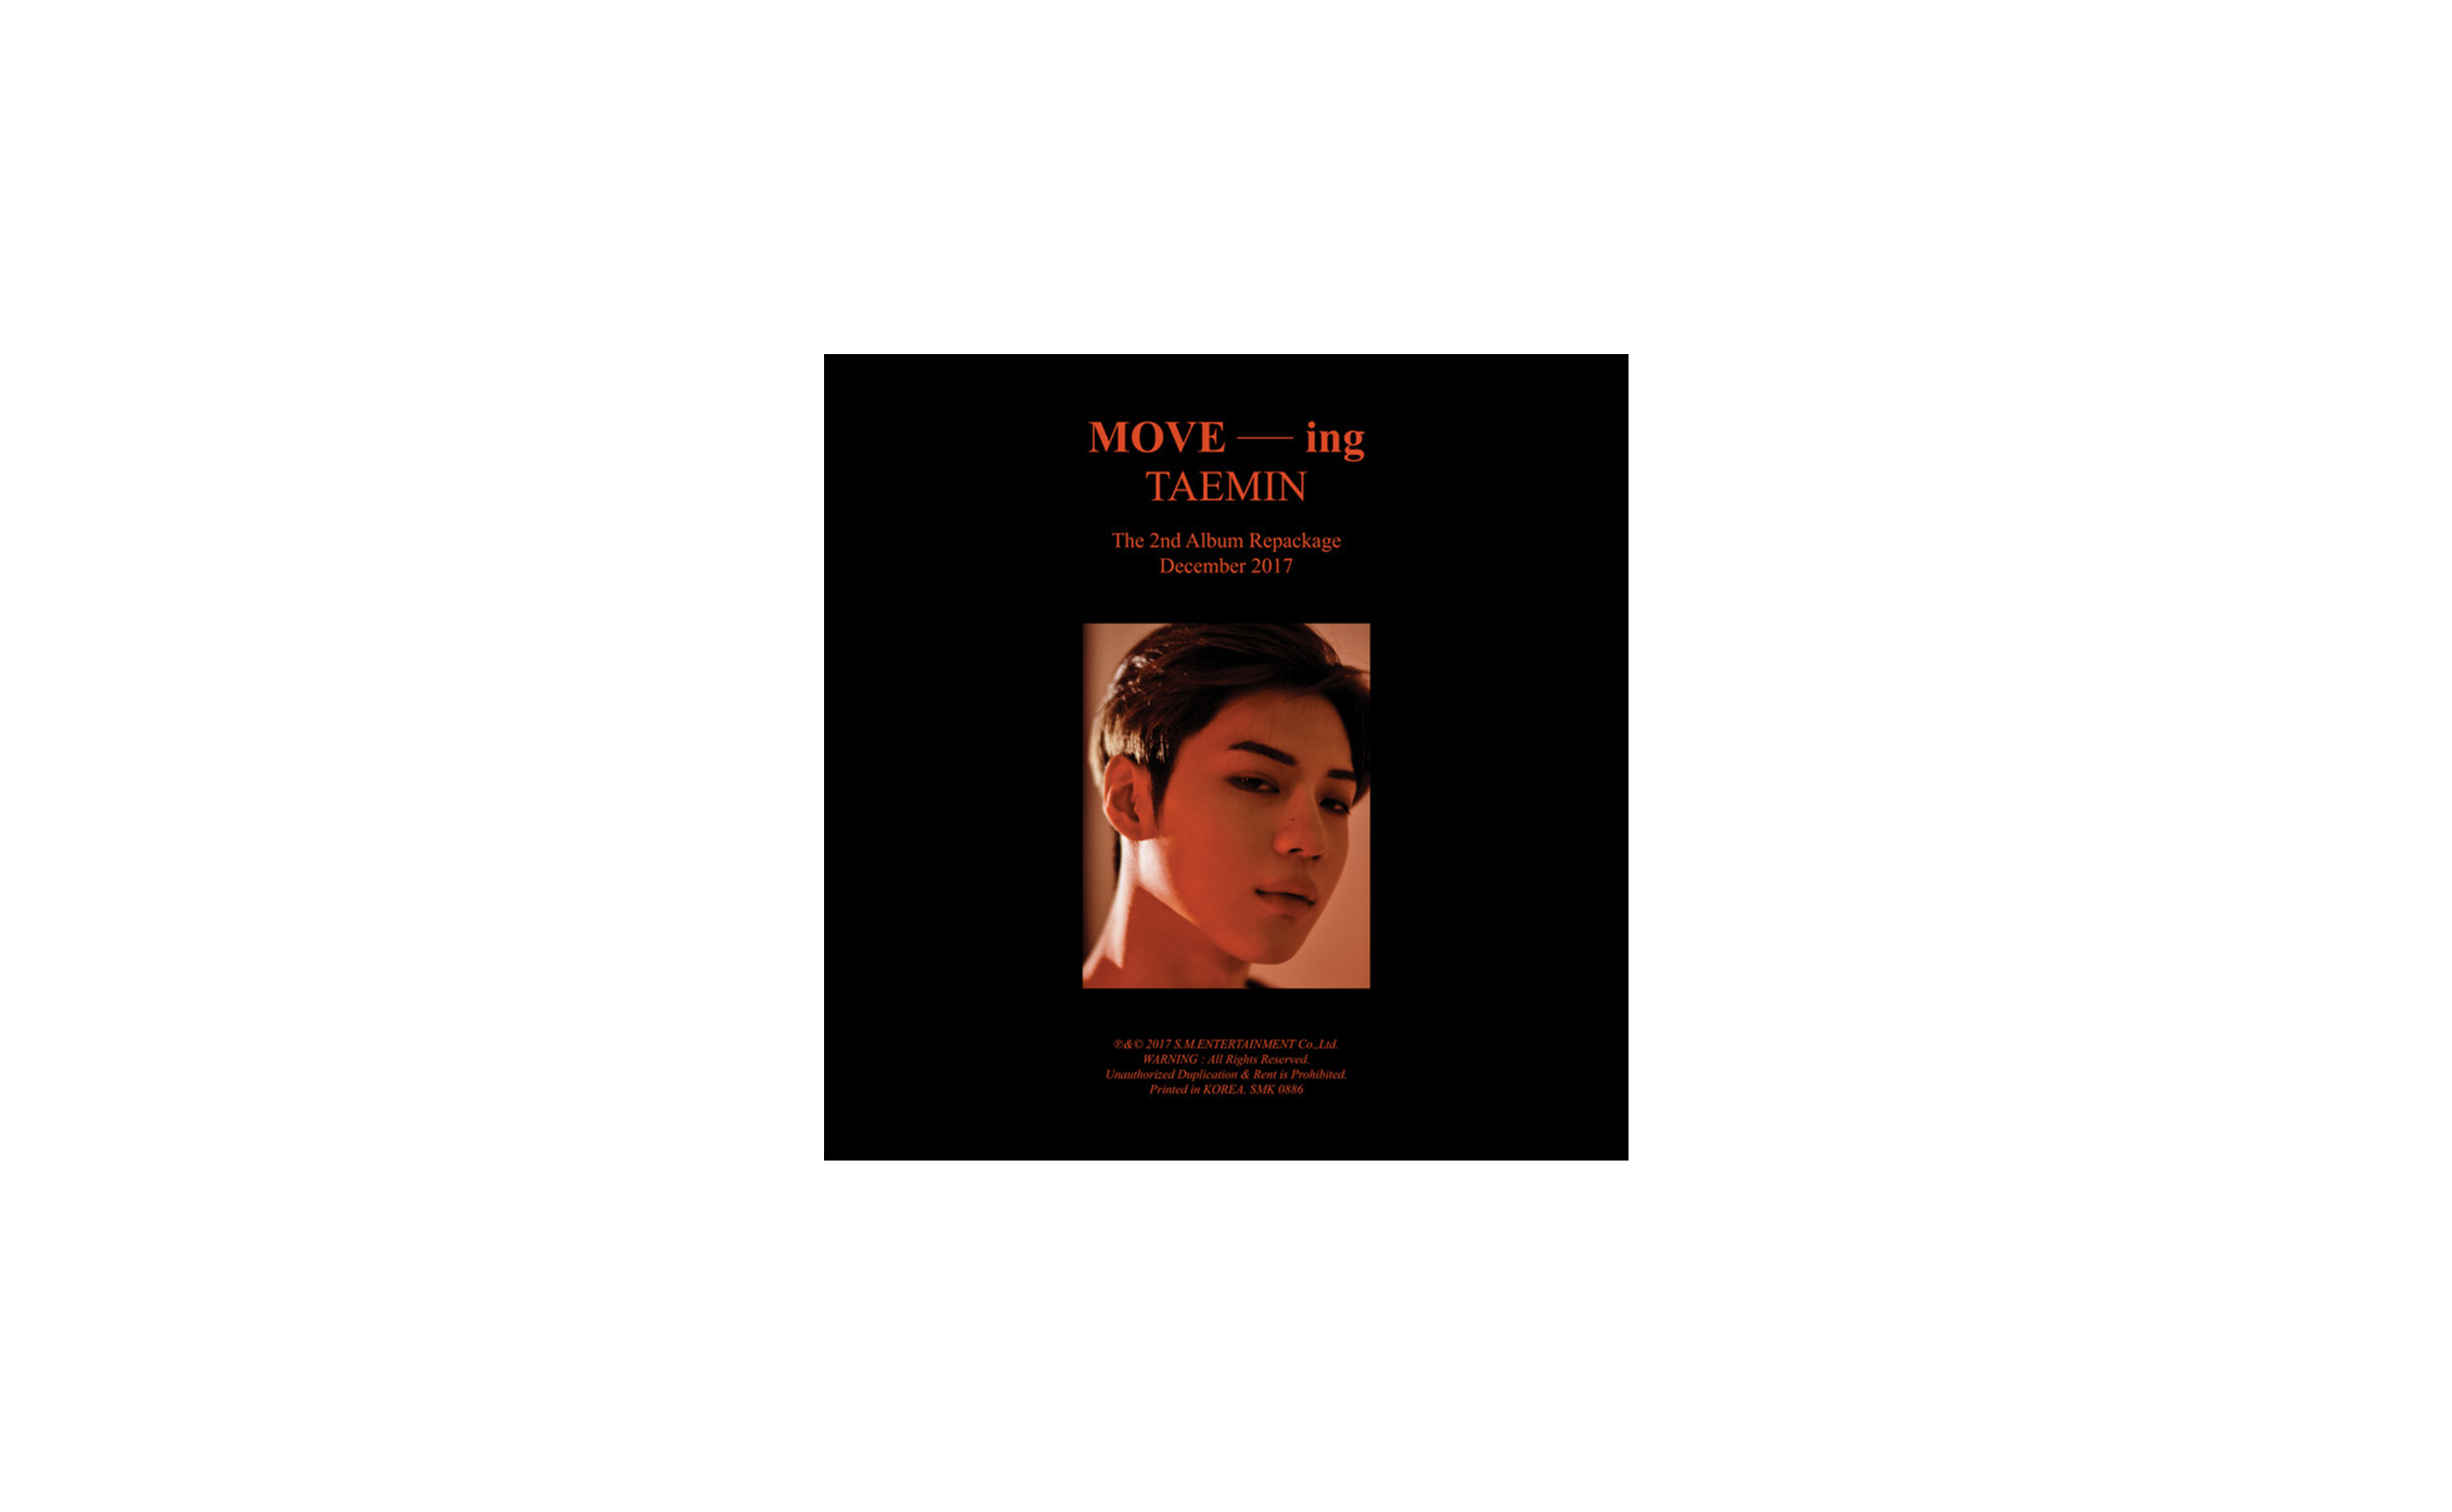 MOVE — ing
TAEMIN
The 2nd Album Repackage
December 2017
℗&© 2017 S.M.ENTERTAINMENT Co.,Ltd.
WARNING : All Rights Reserved.
Unauthorized Duplication & Rent is Prohibited.
Printed in KOREA. SMK 0886